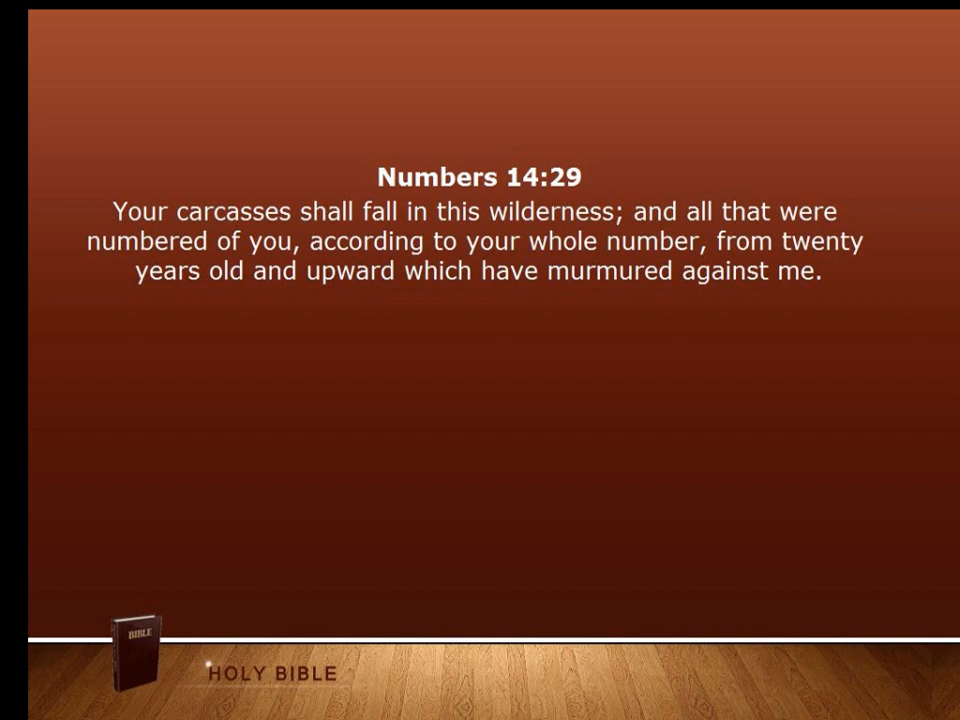 Numbers 14:29
Your carcasses shall fall in this wilderness; and all that were
numbered of you, according to your whole number, from twenty
years old and upward which have murmured against me.
BIBLE
HOLY BIBLE